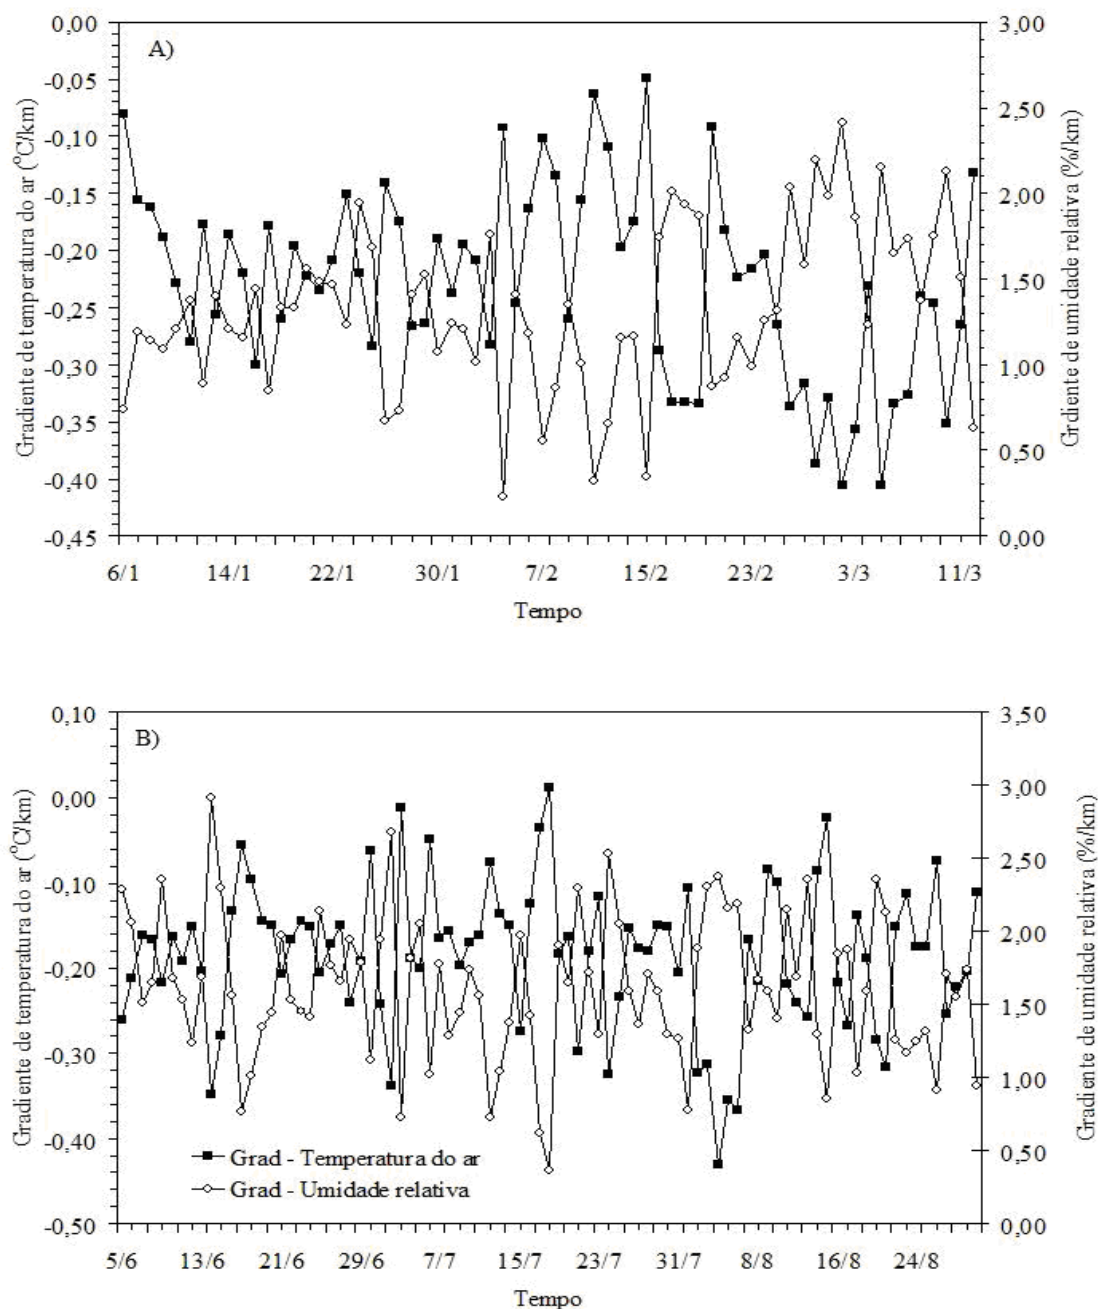 A)
Gradiente de temperatura do ar (°C/km)
0,00
-0,05
-0,10
-0,15
-0,20
-0,25
-0,30
-0,35
-0,40
-0,45
3,00
2,50
2,00
1,50
1,00
0,50
0,00
Grdiente de umidade relativa (%/km)
6/1 14/1 22/1 30/1 7/2 15/2 23/2 3/3 11/3
Tempo
B)
Gradiente de temperatura do ar (°C/km)
0,10
0,00
-0,10
-0,20
-0,30
-0,40
-0,50
3,50
3,00
2,50
2,00
1,50
1,00
0,50
0,00
Gradiente de umidade relativa (%/km)
Grad - Temperatura do ar
Grad - Umidade relativa
5/6 13/6 21/6 29/6 7/7 15/7 23/7 31/7 8/8 16/8 24/8
Tempo